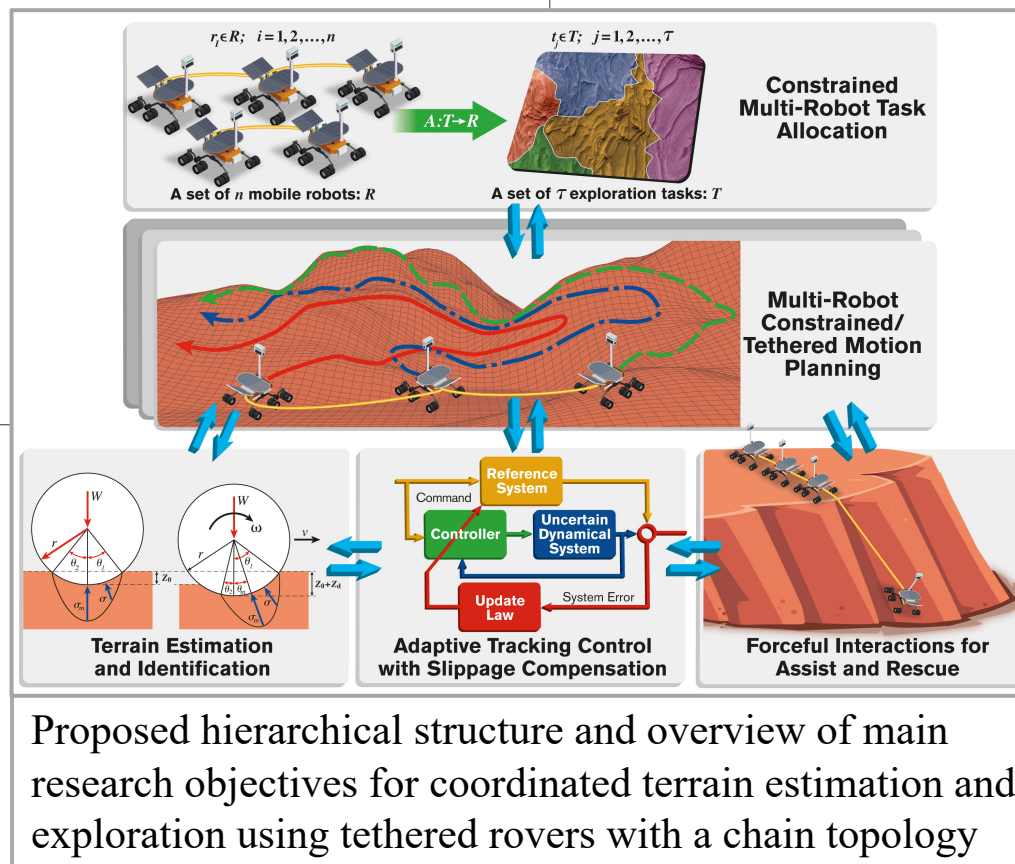 r_i∈R; i=1,2,…,n
t_j∈T; j=1,2,…,τ
A:T→R
Constrained
Multi-Robot Task
Allocation
A set of n mobile robots: R
A set of τ exploration tasks: T
Multi-Robot
Constrained/
Tethered Motion
Planning
W
r
θ₂
θ₁
Z₀
σₘ
σ
W
ω
v
r
θ₁
θ₂
θₘ
Z₀+Z_d
σₘ
σ
Terrain Estimation
and Identification
Command
Reference
System
Controller
Uncertain
Dynamical
System
Update
Law
System Error
Adaptive Tracking Control
with Slippage Compensation
Forceful Interactions for
Assist and Rescue
Proposed hierarchical structure and overview of main
research objectives for coordinated terrain estimation and
exploration using tethered rovers with a chain topology